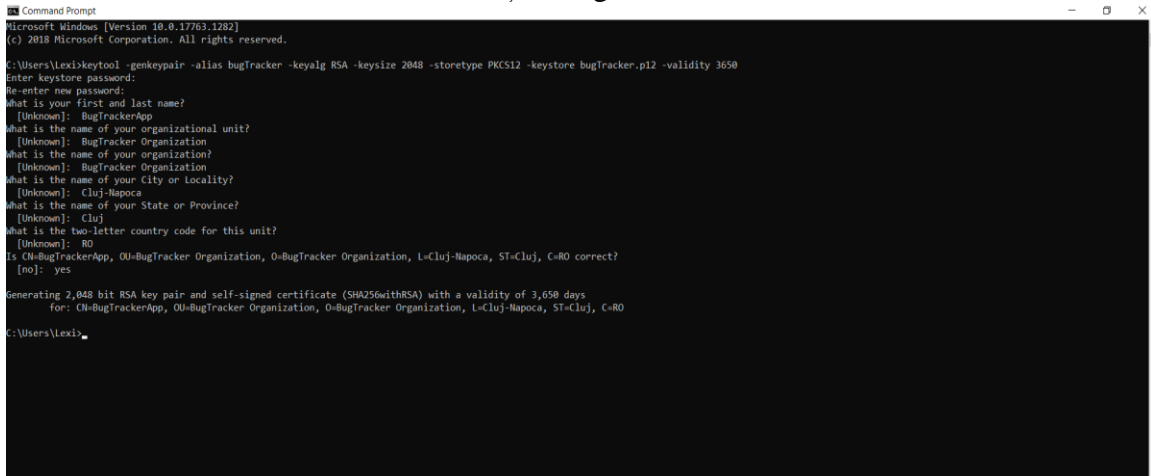 Command Prompt
Microsoft Windows [Version 10.0.17763.1282]
(c) 2018 Microsoft Corporation. All rights reserved.
C:\Users\Lexi>keytool -genkeypair -alias bugTracker -keyalg RSA -keysize 2048 -storetype PKCS12 -keystore bugTracker.p12 -validity 3650
Enter keystore password:
Re-enter new password:
What is your first and last name?
[Unknown]: BugTrackerApp
What is the name of your organizational unit?
[Unknown]: BugTracker Organization
What is the name of your organization?
[Unknown]: BugTracker Organization
What is the name of your City or Locality?
[Unknown]: Cluj-Napoca
What is the name of your State or Province?
[Unknown]: Cluj
What is the two-letter country code for this unit?
[Unknown]: RO
Is CN=BugTrackerApp, OU=BugTracker Organization, O=BugTracker Organization, L=Cluj-Napoca, ST=Cluj, C=RO correct?
[no]: yes
Generating 2,048 bit RSA key pair and self-signed certificate (SHA256withRSA) with a validity of 3,650 days
for: CN=BugTrackerApp, OU=BugTracker Organization, O=BugTracker Organization, L=Cluj-Napoca, ST=Cluj, C=RO
C:\Users\Lexi>